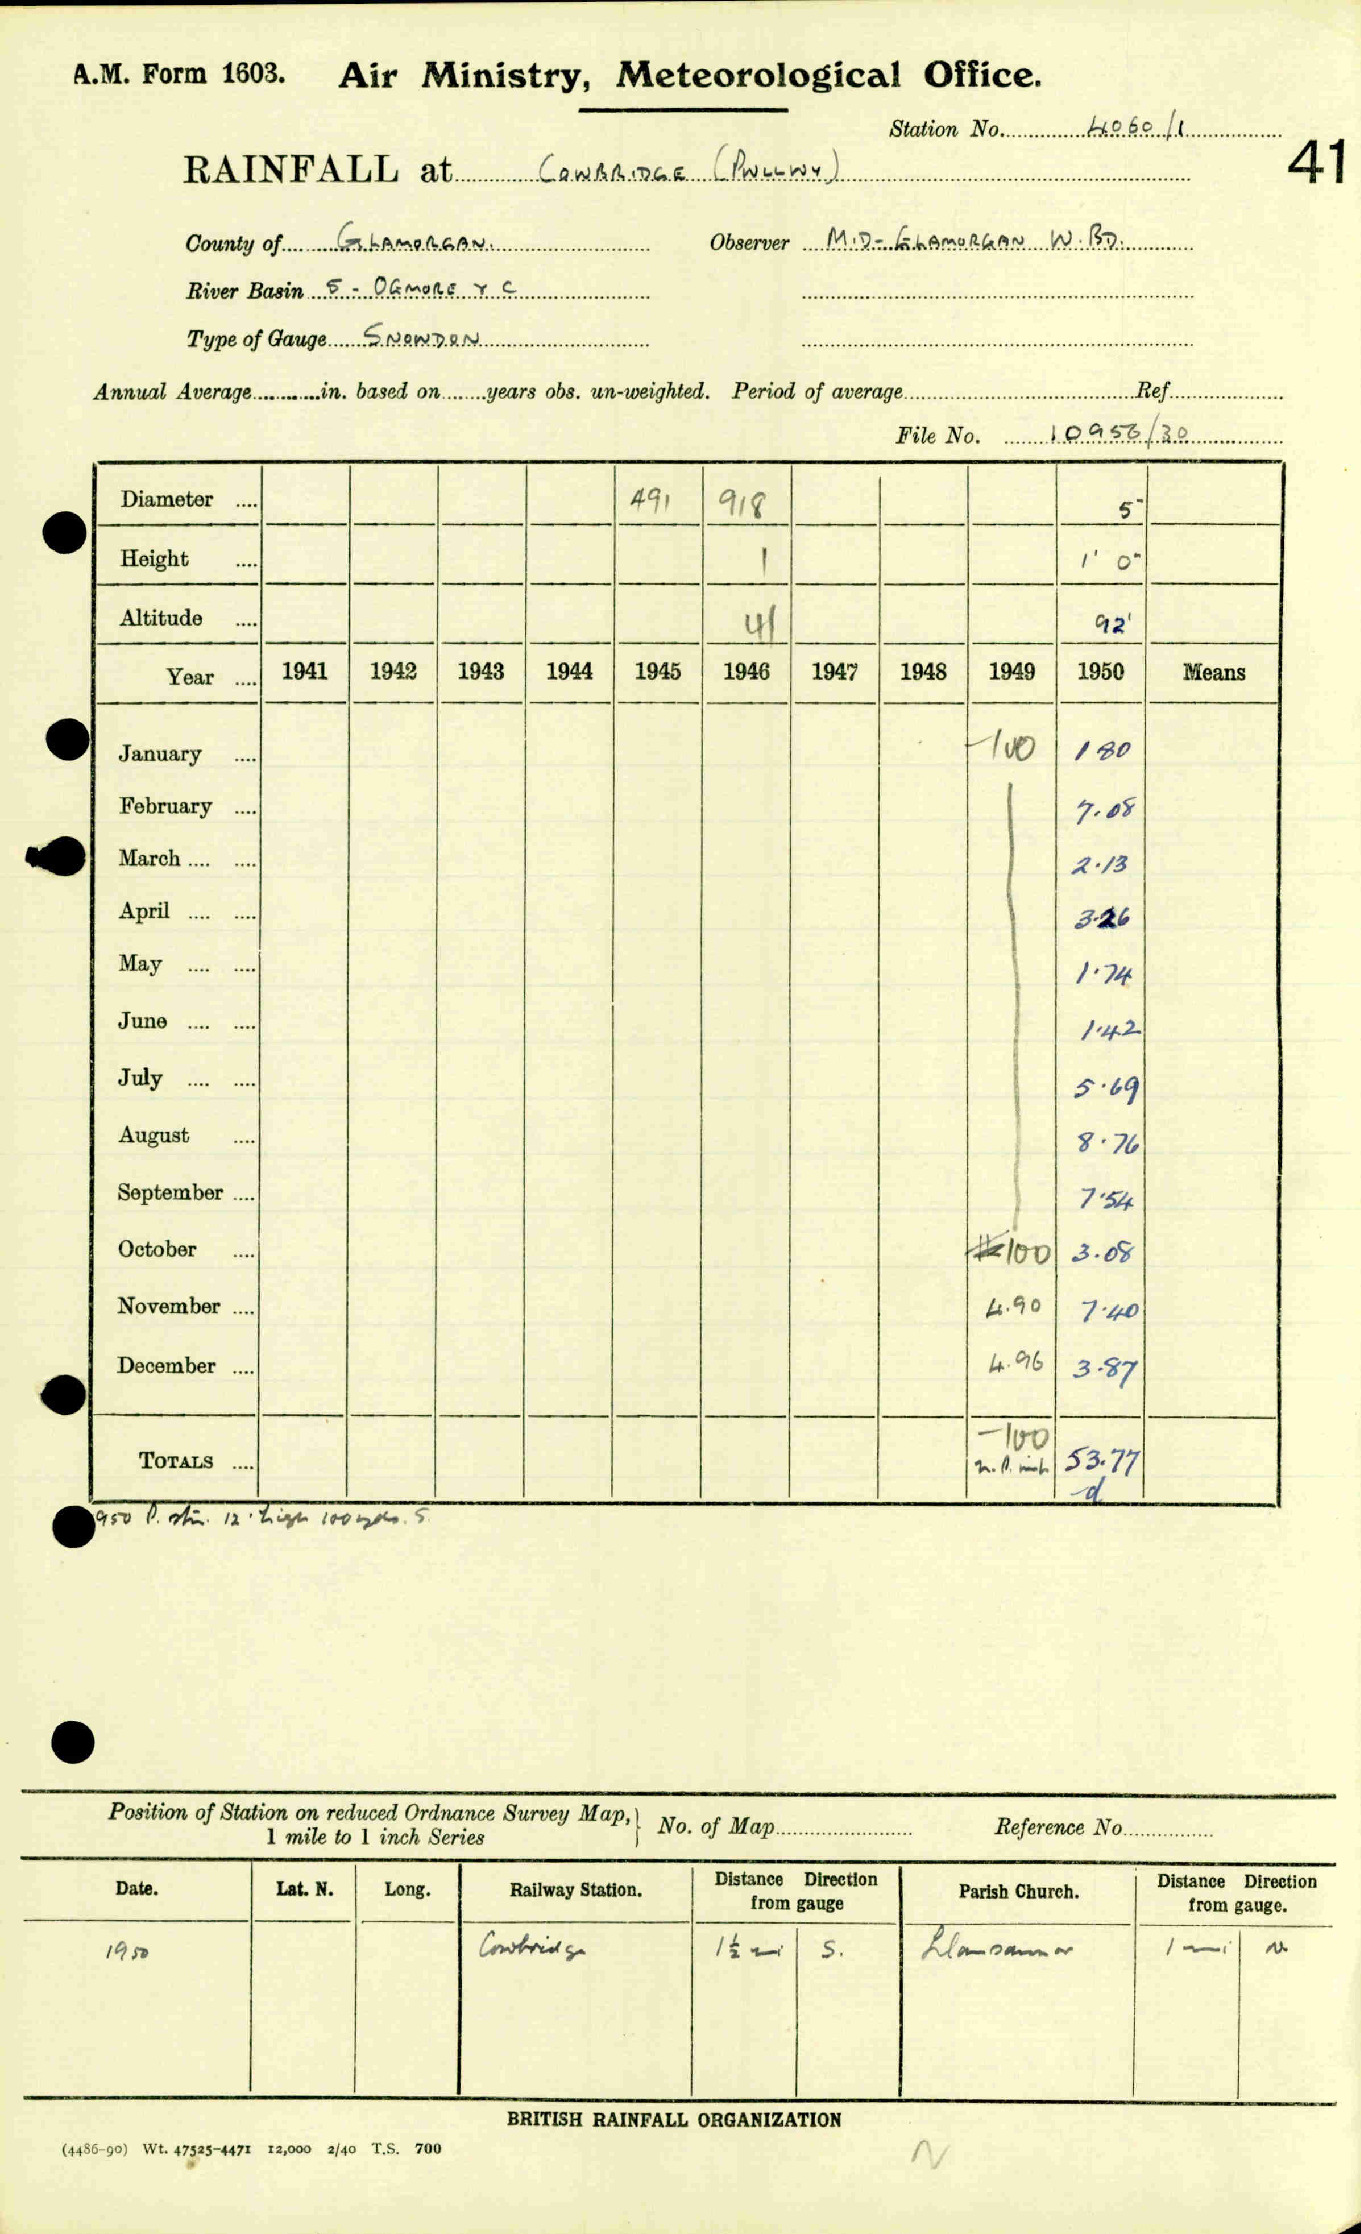 A.M. Form 1603. Air Ministry, Meteorological Office.
Station No. 4060/1
41
RAINFALL at COWBRIDGE (PWLLWY)
County of GLAMORGAN. Observer MID-GLAMORGAN W. BD.
River Basin 5 - OGMORE & C
Type of Gauge SNOWDON
Annual Average in. based on years obs. un-weighted. Period of average Ref
File No. 10956/30
Diameter 491 918 5"
Height 1 1' 0"
Altitude 41 92'
Year 1941 1942 1943 1944 1945 1946 1947 1948 1949 1950 Means
January -100 1 80
February 7.08
March 2.13
April 3.26
May 1.74
June 1.42
July 5.69
August 8.76
September 7.54
October 100 3.08
November 4.90 7.40
December 4.96 3.87
TOTALS -100 53.77
d
950 12' high 100 yds. S.
Position of Station on reduced Ordnance Survey Map, 1 mile to 1 inch Series } No. of Map Reference No
Date. Lat. N. Long. Railway Station. Distance Direction from gauge Parish Church. Distance Direction from gauge.
1950 Cowbridge 1½ mi S. Llansannor 1 mi N
BRITISH RAINFALL ORGANIZATION
(4486-90) Wt. 47525-4471 12,000 2/40 T.S. 700
N